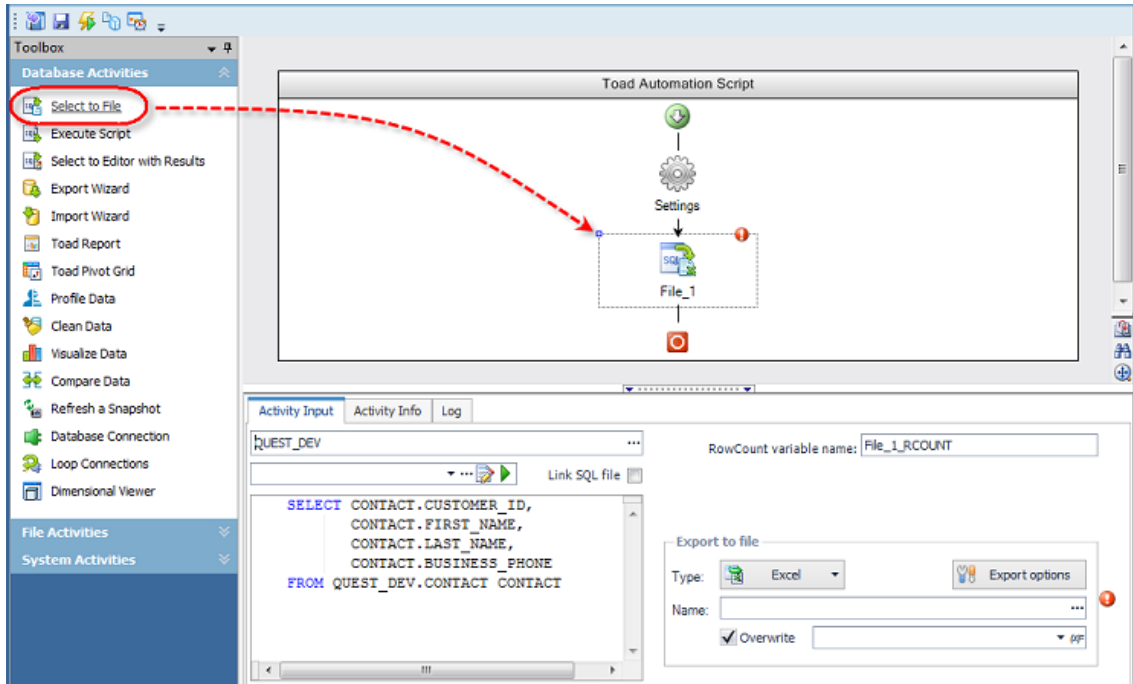 Toolbox
Database Activities
Select to File
Execute Script
Select to Editor with Results
Export Wizard
Import Wizard
Toad Report
Toad Pivot Grid
Profile Data
Clean Data
Visualize Data
Compare Data
Refresh a Snapshot
Database Connection
Loop Connections
Dimensional Viewer
File Activities
System Activities
Toad Automation Script
Settings
SQL
File_1
Activity Input
Activity Info
Log
QUEST_DEV
RowCount variable name: File_1_RCOUNT
Link SQL file
SELECT CONTACT.CUSTOMER_ID,
CONTACT.FIRST_NAME,
CONTACT.LAST_NAME,
CONTACT.BUSINESS_PHONE
FROM QUEST_DEV.CONTACT CONTACT
Export to file
Type: Excel Export options
Name:
Overwrite